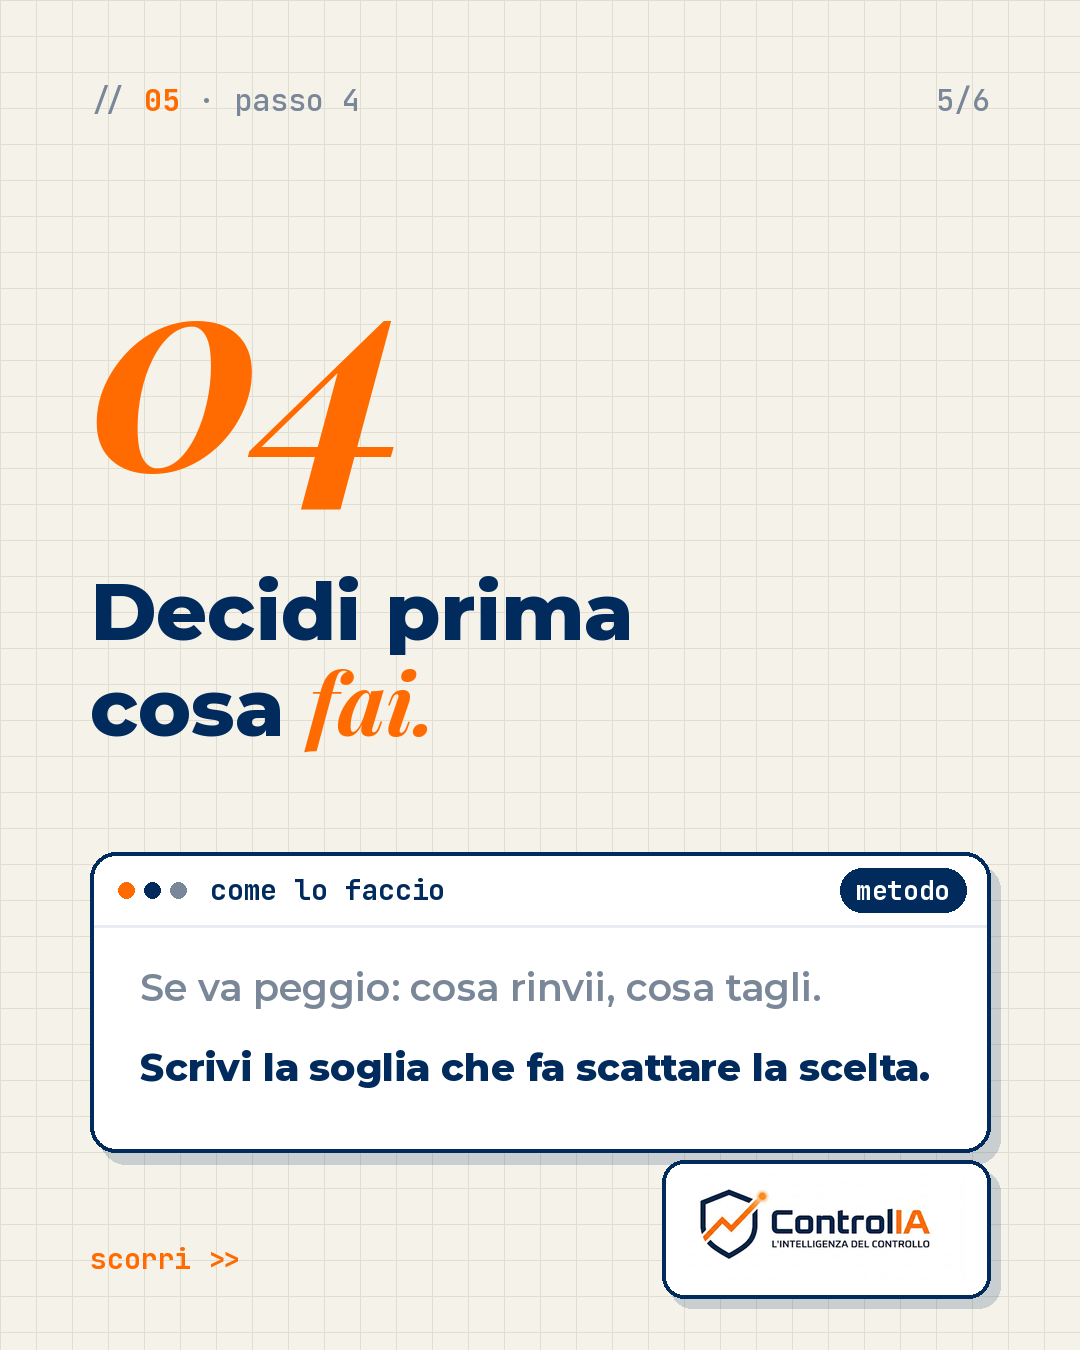 // 05 · passo 4
5/6
04
Decidi prima
cosa fai.
come lo faccio
metodo
Se va peggio: cosa rinvii, cosa tagli.
Scrivi la soglia che fa scattare la scelta.
ControlIA
L'INTELLIGENZA DEL CONTROLLO
scorri >>